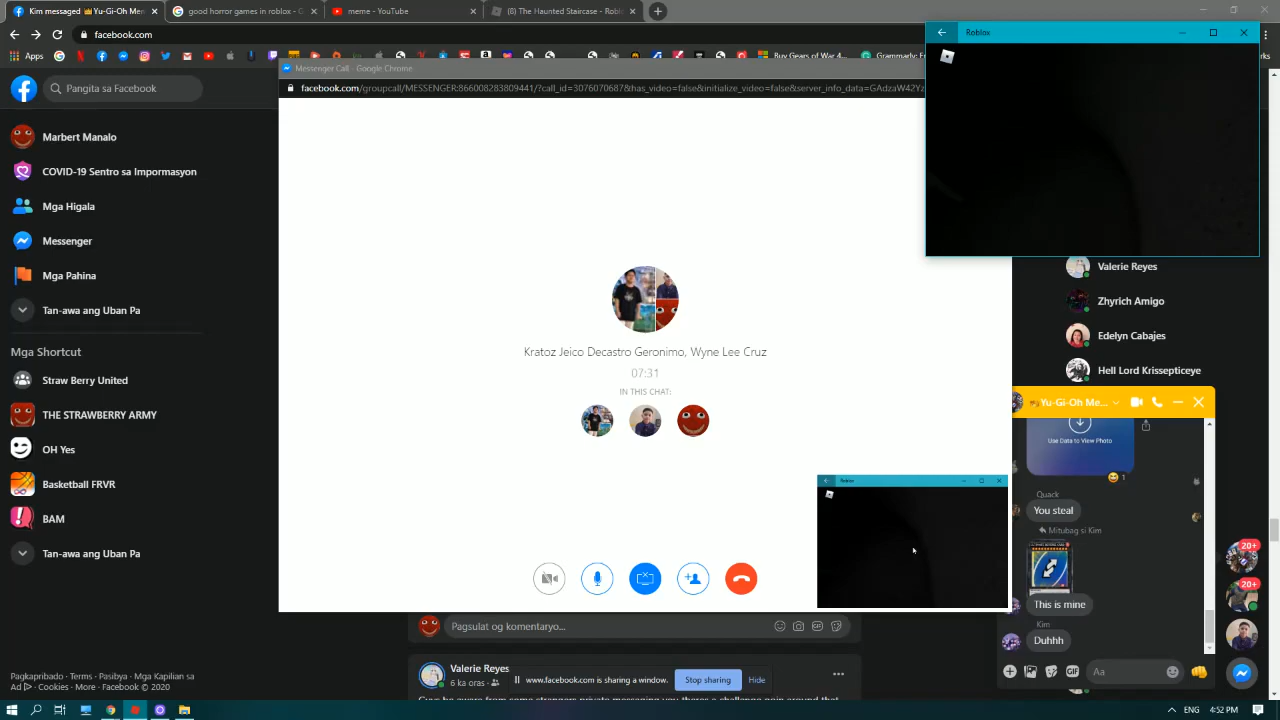 Kim messaged 👑 Yu-Gi-Oh Me
good horror games in roblox - G
meme - YouTube
(8) The Haunted Staircase - Roblo
facebook.com
Apps
Buy Gears of War 4...
Grammarly:
Roblox
Messenger Call - Google Chrome
facebook.com/groupcall/MESSENGER:866008283809441/?call_id=3076070687&has_video=false&initialize_video=false&server_info_data=GAdzaW42Yz
Pangita sa Facebook
Marbert Manalo
COVID-19 Sentro sa Impormasyon
Mga Higala
Messenger
Mga Pahina
Tan-awa ang Uban Pa
Mga Shortcut
Straw Berry United
THE STRAWBERRY ARMY
OH Yes
Basketball FRVR
BAM
Tan-awa ang Uban Pa
Pagkapribado · Terms · Pasibya · Mga Kapilian sa
Ad · Cookies · More · Facebook © 2020
Kratoz Jeico Decastro Geronimo, Wyne Lee Cruz
07:31
IN THIS CHAT:
Roblox
Pagsulat og komentaryo...
GIF
Valerie Reyes
6 ka oras
www.facebook.com is sharing a window.
Stop sharing
Hide
Valerie Reyes
Zhyrich Amigo
Edelyn Cabajes
Hell Lord Krissepticeye
Yu-Gi-Oh Me...
Use Data to View Photo
1
Quack
You steal
Mitubag si Kim
This is mine
Kim
Duhhh
20+
20+
GIF
Aa
ENG
4:52 PM